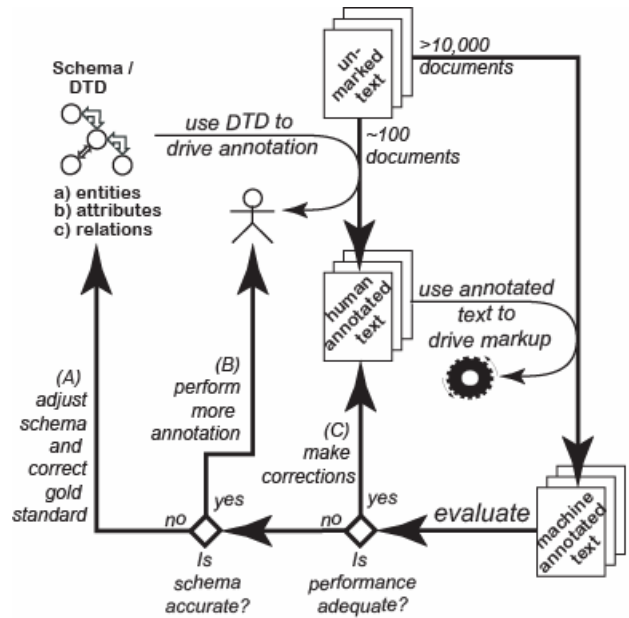 un-
marked
text
>10,000
documents
Schema /
DTD
use DTD to
drive annotation
~100
documents
a) entities
b) attributes
c) relations
human
annotated
text
use annotated
text to
drive markup
(A)
adjust
schema
and
correct
gold
standard
(B)
perform
more
annotation
(C)
make
corrections
no
yes
no
yes
evaluate
machine
annotated
text
Is
schema
accurate?
Is
performance
adequate?